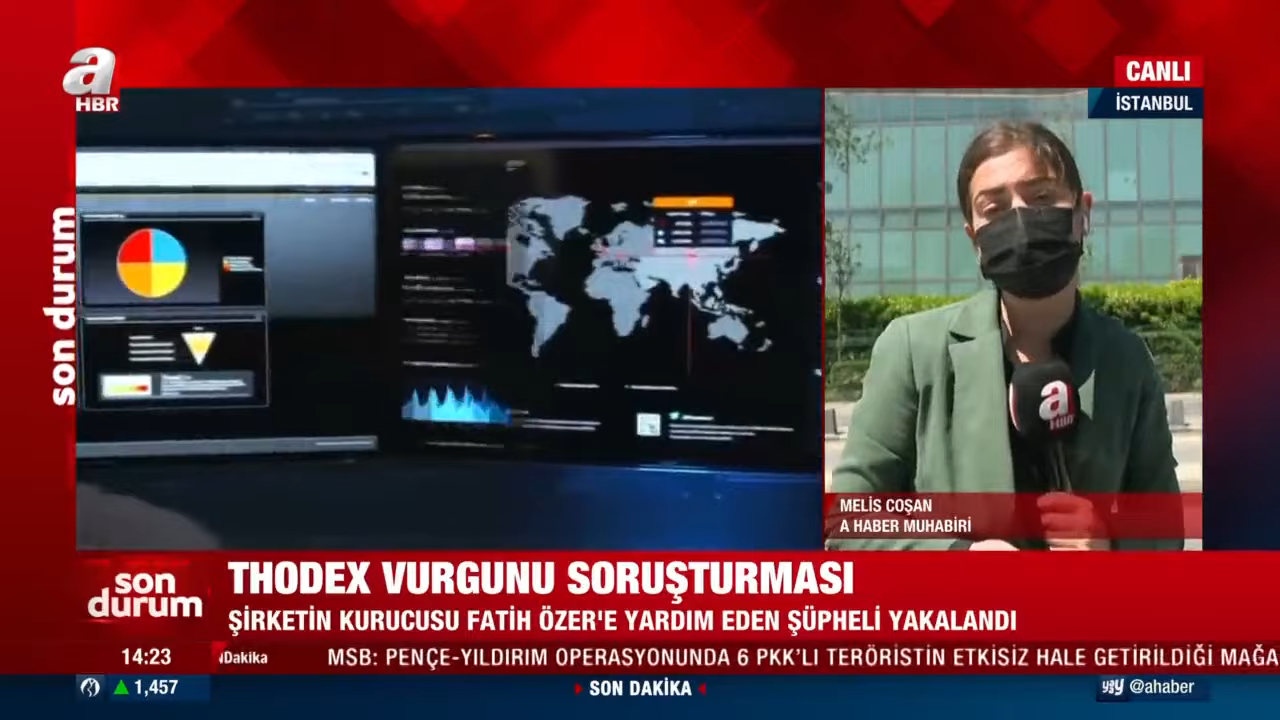 a
HBR
CANLI
İSTANBUL
son durum
a
HBR
MELİS COŞAN
A HABER MUHABİRİ
son
durum
THODEX VURGUNU SORUŞTURMASI
ŞİRKETİN KURUCUSU FATİH ÖZER'E YARDIM EDEN ŞÜPHELİ YAKALANDI
14:23
Dakika
MSB: PENÇE-YILDIRIM OPERASYONUNDA 6 PKK'LI TERÖRİSTİN ETKİSİZ HALE GETİRİLDİĞİ MAĞA
1,457
SON DAKİKA
@ahaber